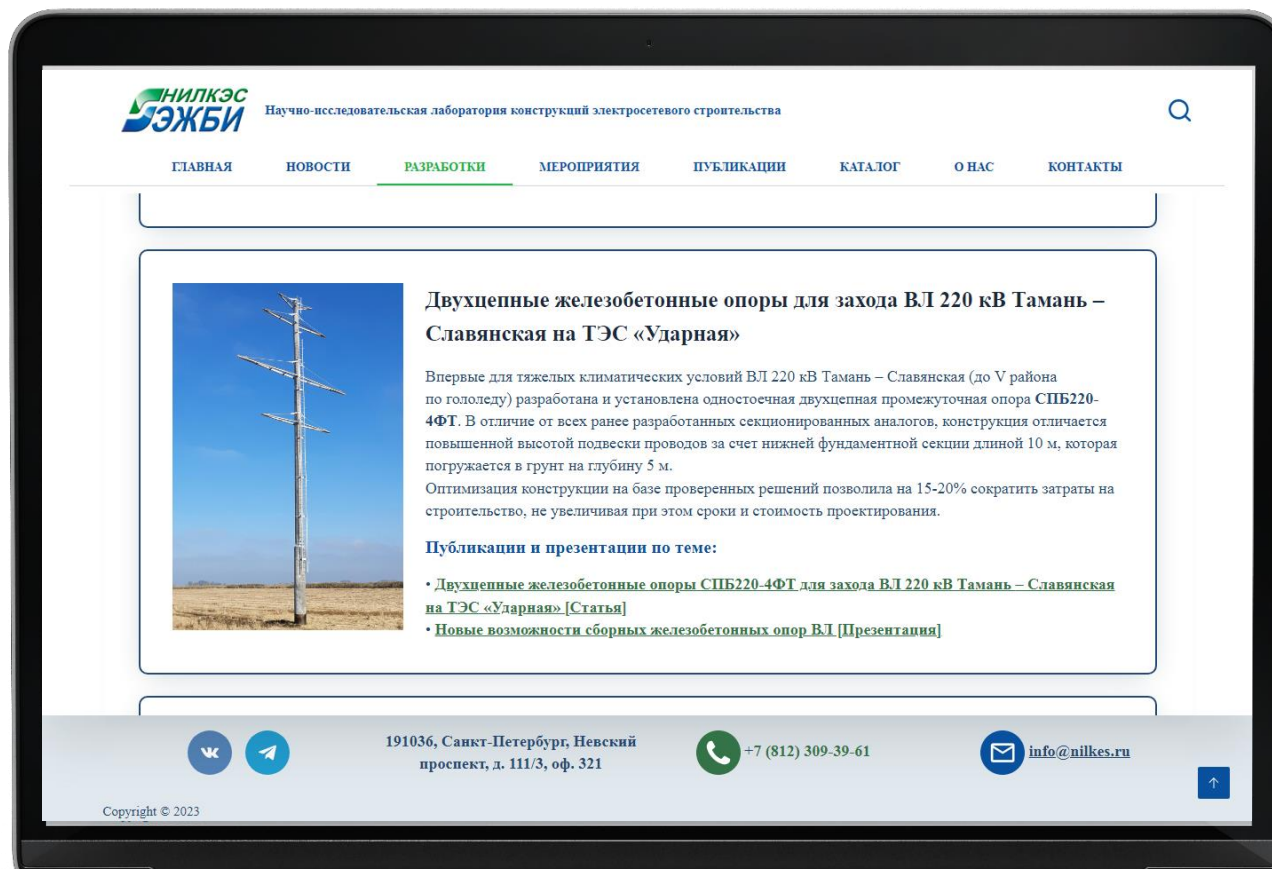 НИЛКЭС
ЭЖБИ
Научно-исследовательская лаборатория конструкций электросетевого строительства
ГЛАВНАЯ НОВОСТИ РАЗРАБОТКИ МЕРОПРИЯТИЯ ПУБЛИКАЦИИ КАТАЛОГ О НАС КОНТАКТЫ
Двухцепные железобетонные опоры для захода ВЛ 220 кВ Тамань –
Славянская на ТЭС «Ударная»
Впервые для тяжелых климатических условий ВЛ 220 кВ Тамань – Славянская (до V района
по гололеду) разработана и установлена одностоечная двухцепная промежуточная опора СПБ220-
4ФТ. В отличие от всех ранее разработанных секционированных аналогов, конструкция отличается
повышенной высотой подвески проводов за счет нижней фундаментной секции длиной 10 м, которая
погружается в грунт на глубину 5 м.
Оптимизация конструкции на базе проверенных решений позволила на 15-20% сократить затраты на
строительство, не увеличивая при этом сроки и стоимость проектирования.
Публикации и презентации по теме:
• Двухцепные железобетонные опоры СПБ220-4ФТ для захода ВЛ 220 кВ Тамань – Славянская
на ТЭС «Ударная» [Статья]
• Новые возможности сборных железобетонных опор ВЛ [Презентация]
191036, Санкт-Петербург, Невский
проспект, д. 111/3, оф. 321
+7 (812) 309-39-61
info@nilkes.ru
Copyright © 2023